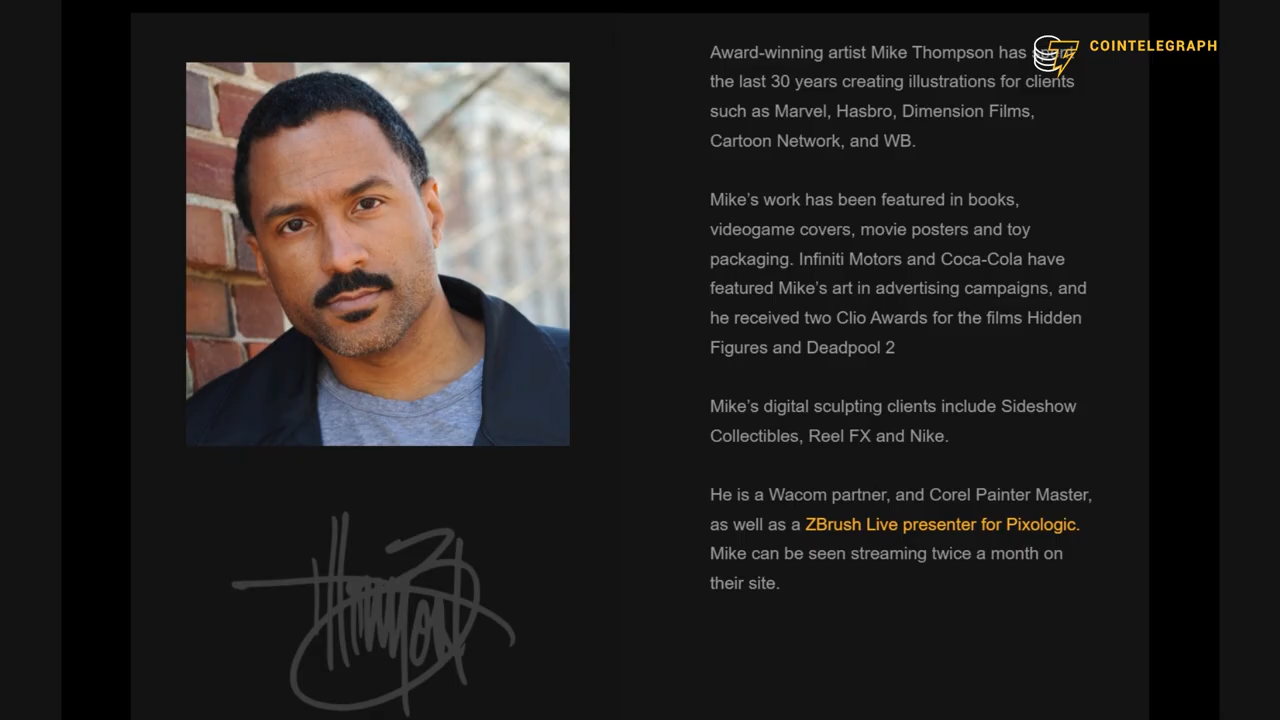 COINTELEGRAPH
Award-winning artist Mike Thompson has spent
the last 30 years creating illustrations for clients
such as Marvel, Hasbro, Dimension Films,
Cartoon Network, and WB.
Mike’s work has been featured in books,
videogame covers, movie posters and toy
packaging. Infiniti Motors and Coca-Cola have
featured Mike’s art in advertising campaigns, and
he received two Clio Awards for the films Hidden
Figures and Deadpool 2
Mike’s digital sculpting clients include Sideshow
Collectibles, Reel FX and Nike.
He is a Wacom partner, and Corel Painter Master,
as well as a ZBrush Live presenter for Pixologic.
Mike can be seen streaming twice a month on
their site.